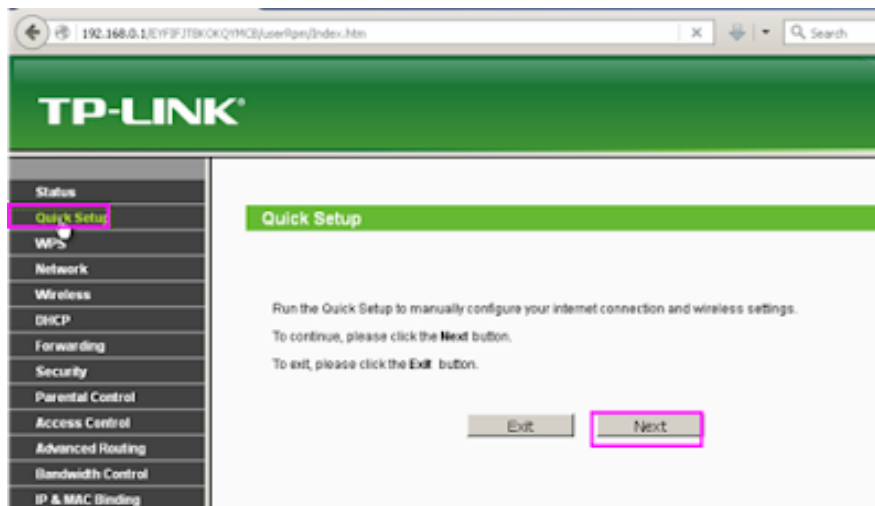 192.168.0.1/EYFIFJTBKOKQYMCB/userRpm/Index.htm
Search
TP-LINK®
Status
Quick Setup
WPS
Network
Wireless
DHCP
Forwarding
Security
Parental Control
Access Control
Advanced Routing
Bandwidth Control
IP & MAC Binding
Quick Setup
Run the Quick Setup to manually configure your internet connection and wireless settings.
To continue, please click the Next button.
To exit, please click the Exit button.
Exit
Next